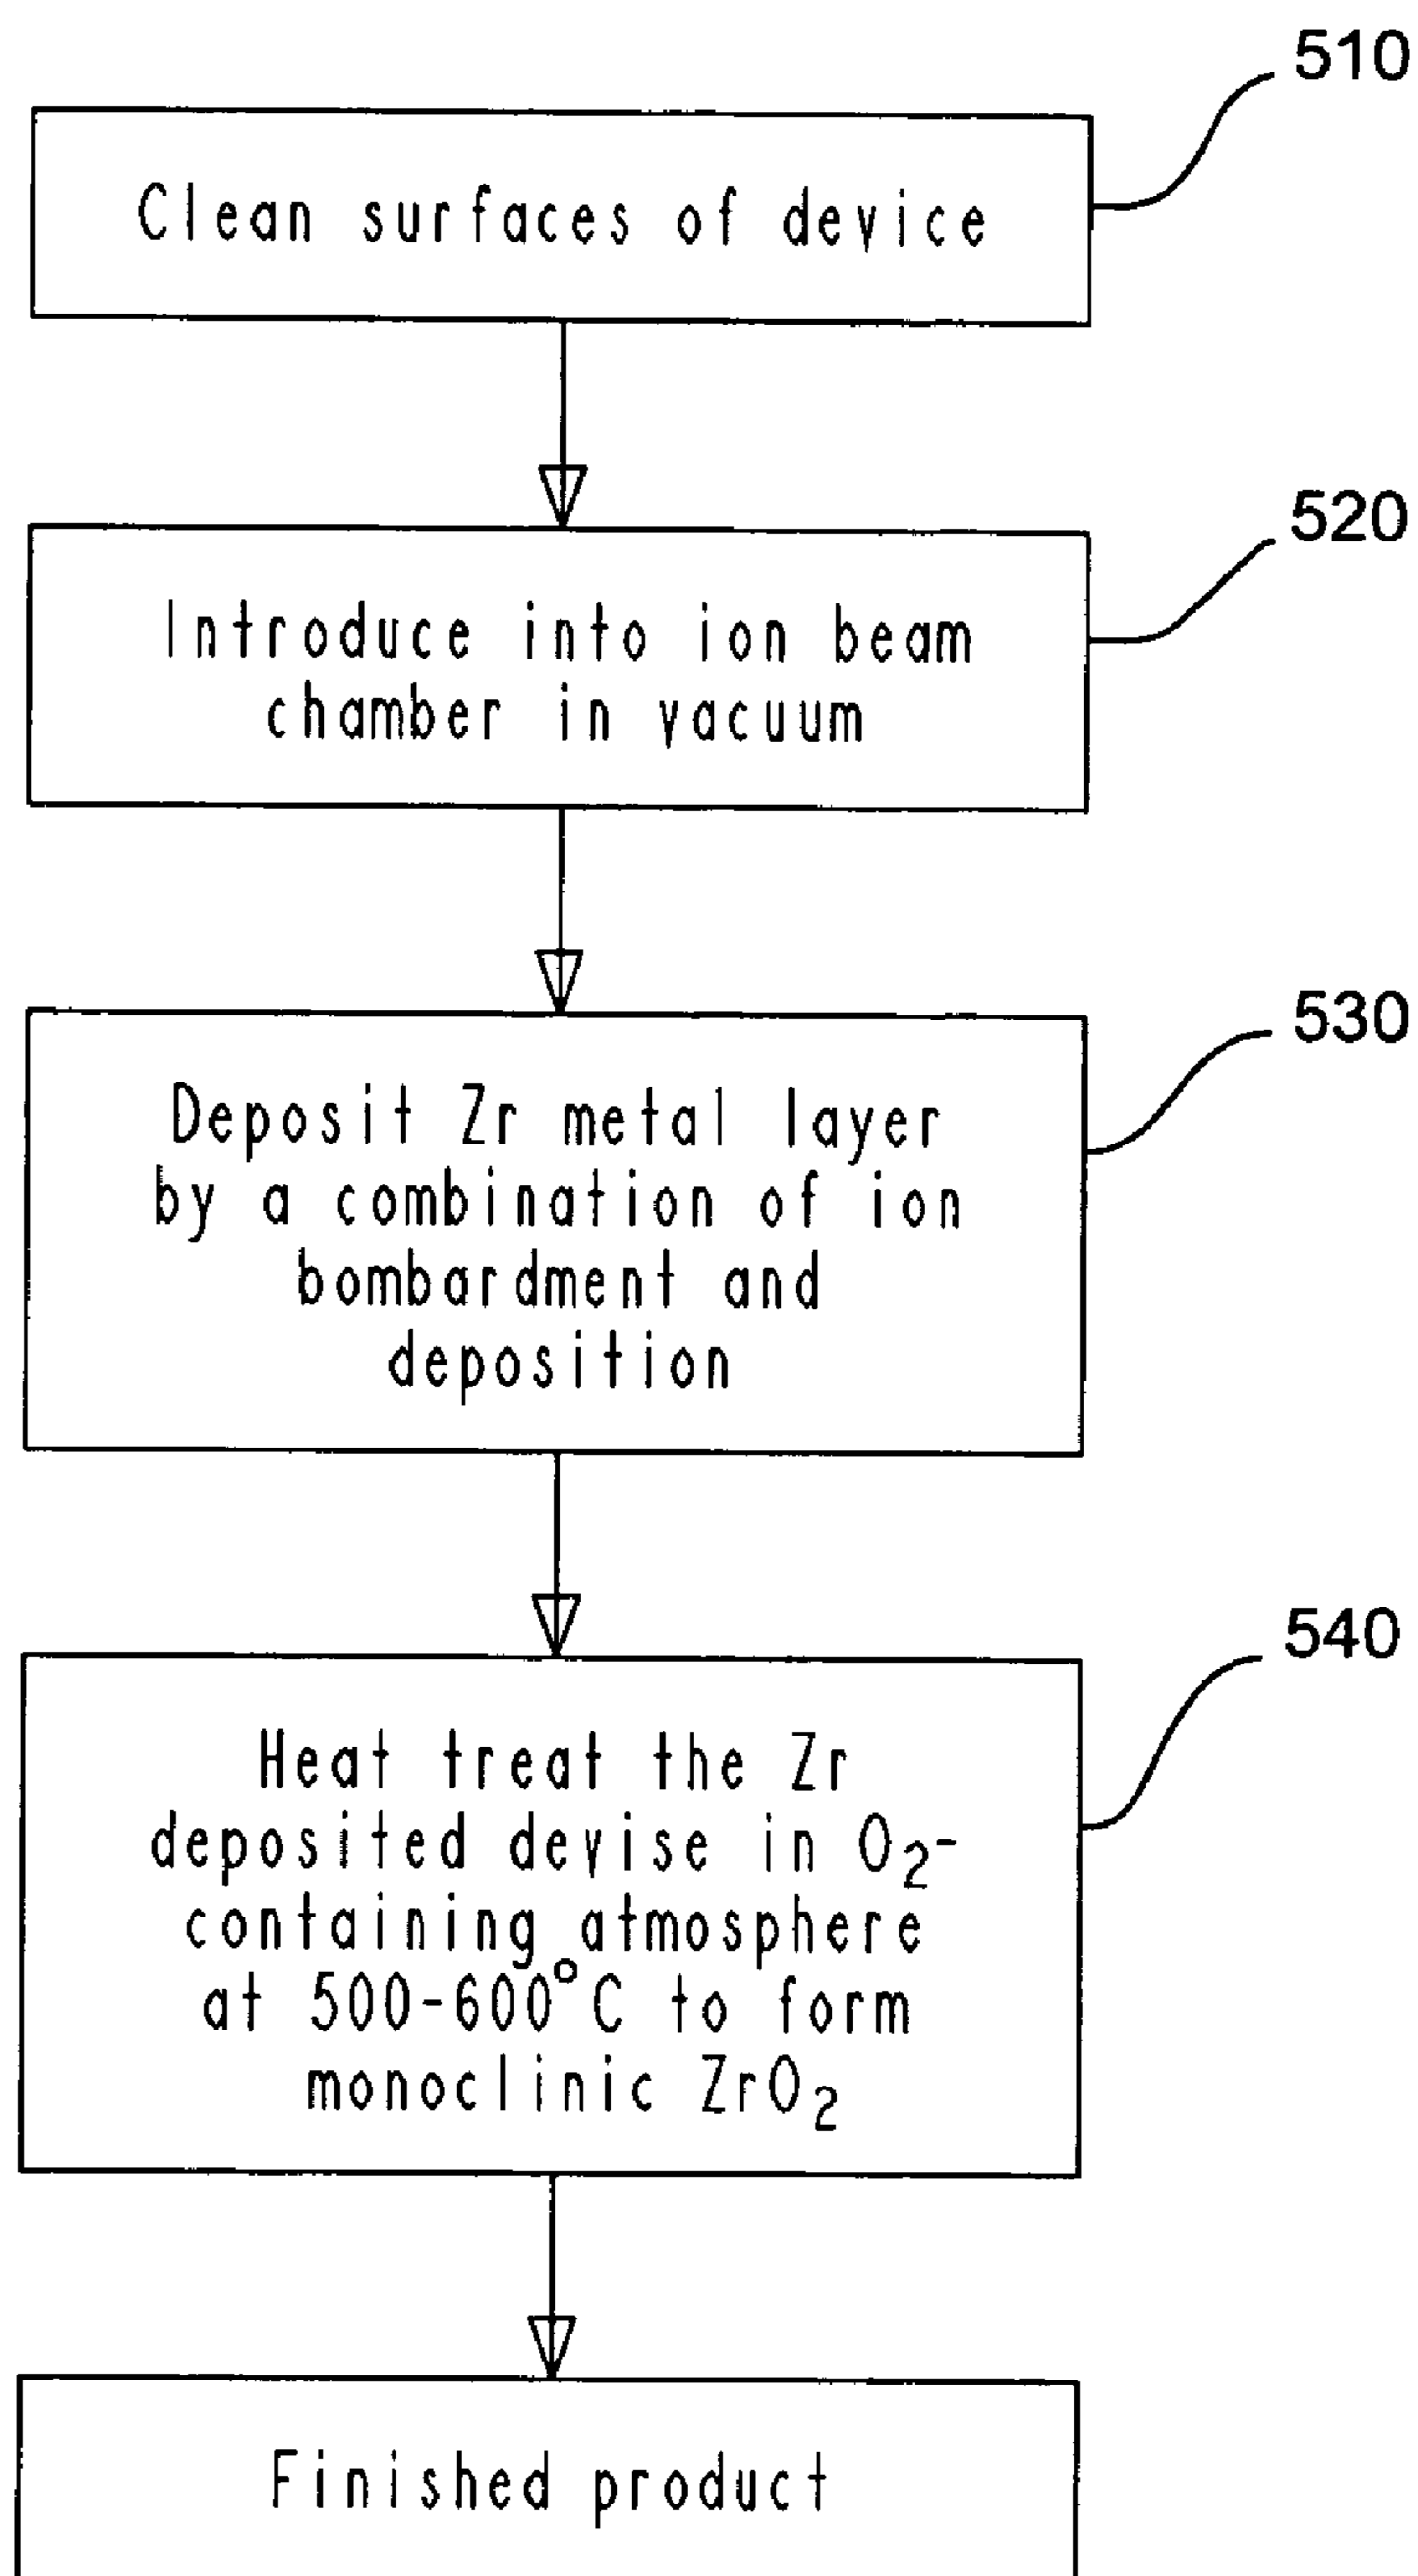 510
Clean surfaces of device
520
Introduce into ion beam
chamber in vacuum
530
Deposit Zr metal layer
by a combination of ion
bombardment and
deposition
540
Heat treat the Zr
deposited devise in O₂-
containing atmosphere
at 500-600°C to form
monoclinic ZrO₂
Finished product